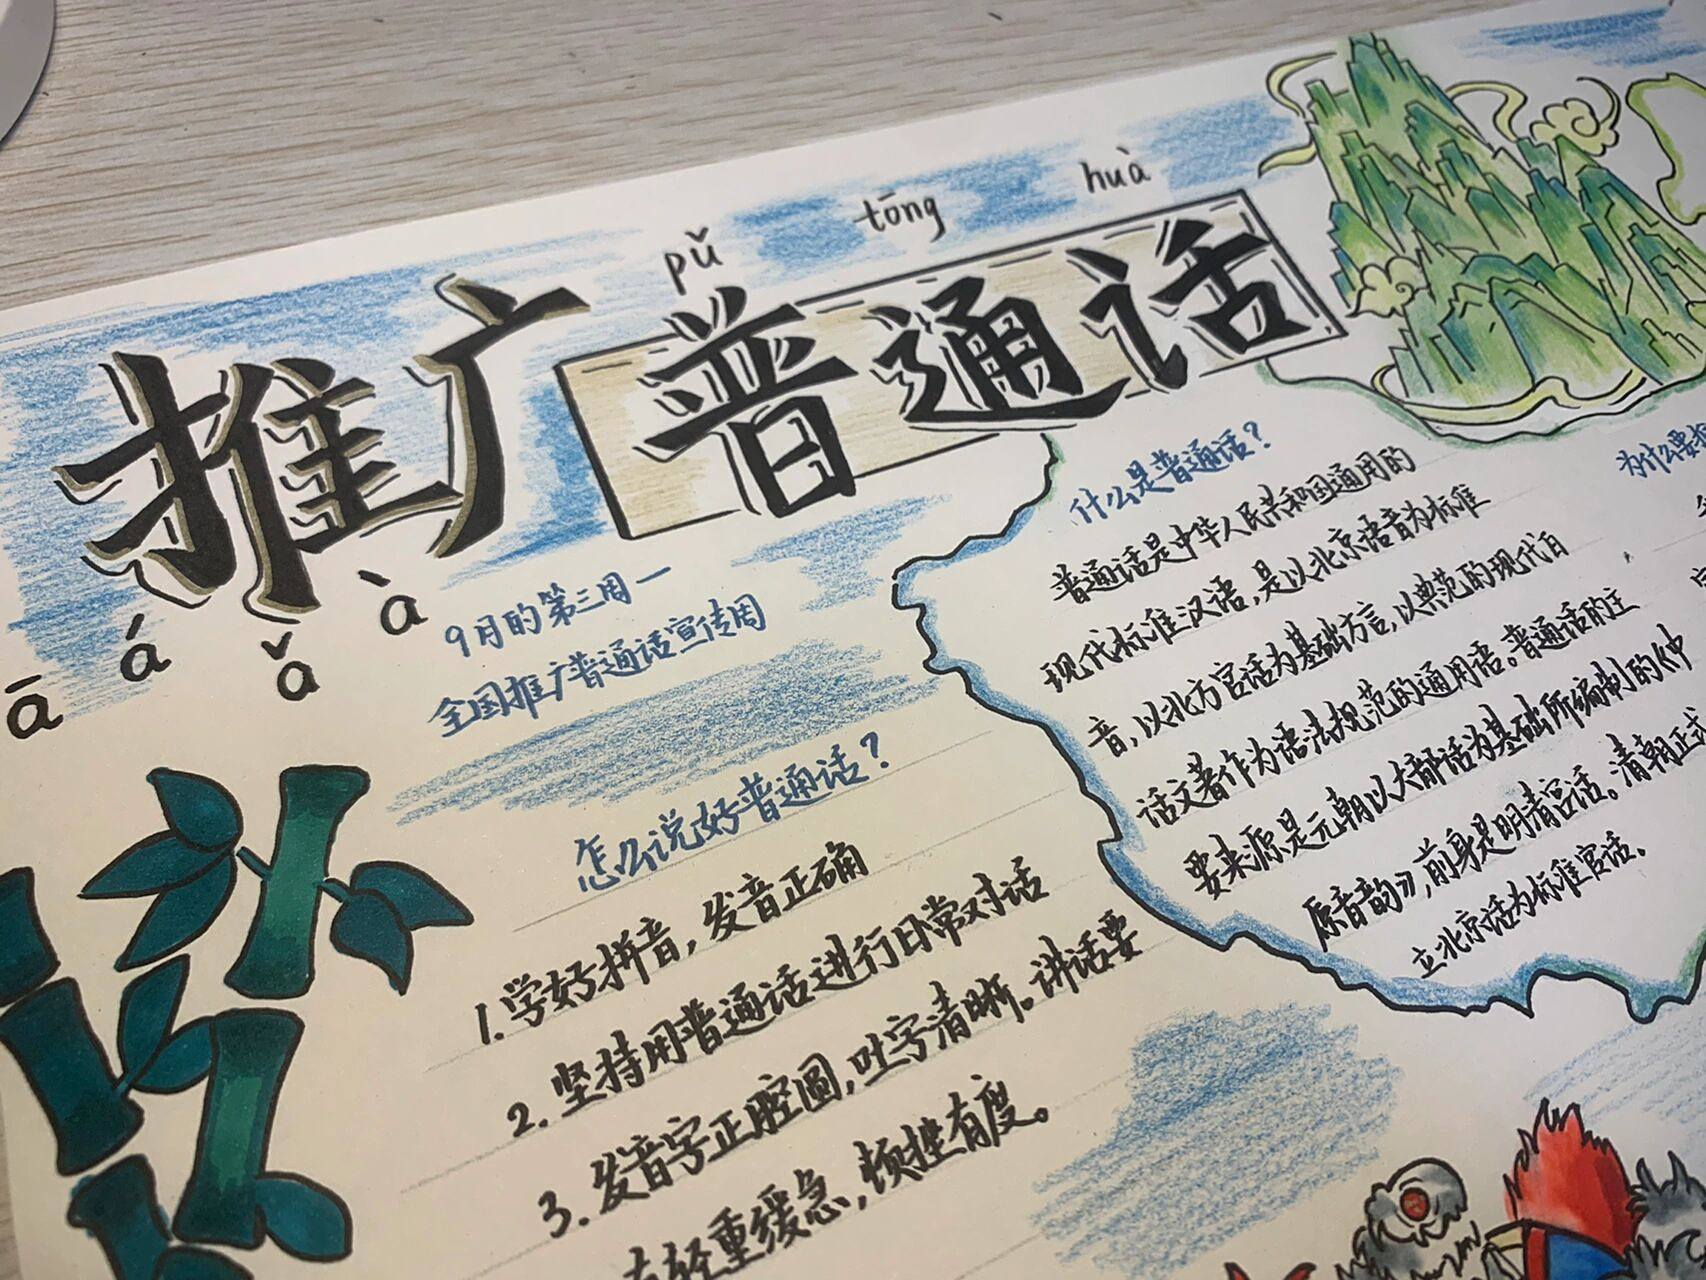 pǔ tōng huà
推广普通话
ā á ǎ à
9月的第三周一
全国推广普通话宣传周
怎么说好普通话?
1.学好拼音,发音正确
2.坚持用普通话进行日常对话
3.发音字正腔圆,吐字清晰。讲话要
有轻重缓急,顿挫有度。
什么是普通话?
普通话是中华人民共和国通用的
现代标准汉语,是以北京语音为标准
音,以北方官话为基础方言,以典范的现代白
话文著作为语法规范的通用语。普通话的主
要来源是元朝以大都话为基础所编制的《中
原音韵》,前身是明清官话。清朝正式
立北京话为标准官话。
为什么要推